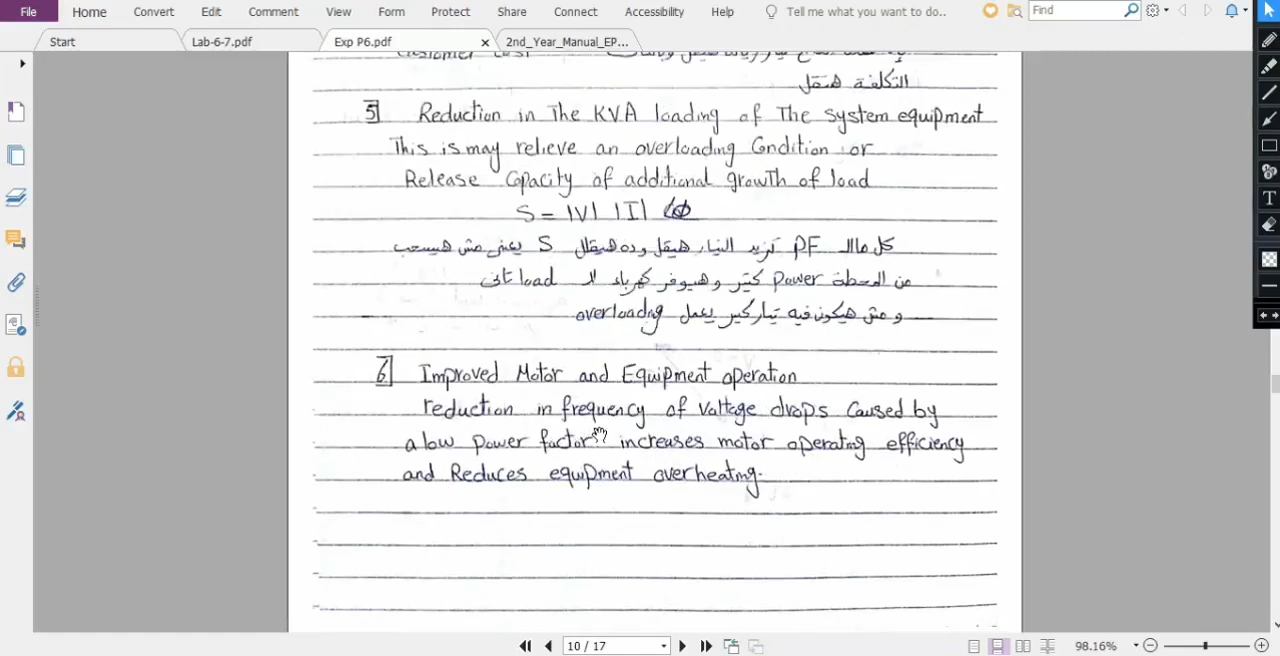 File Home Convert Edit Comment View Form Protect Share Connect Accessibility Help Tell me what you want to do.. Find
Start Lab-6-7.pdf Exp P6.pdf 2nd_Year_Manual_EP...
التكلفة هتقل
5 Reduction in The KVA loading of The system equipment
This is may relieve an overloading Condition or
Release Capacity of additional growth of load
S = |V| |I|
كل ما الـ PF تزيد التيار هيقل وده هيقلل S يعني مش هيسحب
من المحطة power كتير وهيوفر كهرباء لـ load تاني
و مش هيكون فيه تيار كبير يعمل overloading
6 Improved Motor and Equipment operation
reduction in frequency of Voltage drops Caused by
a low power factor increases motor operating efficiency
and Reduces equipment overheating.
10 / 17 98.16%